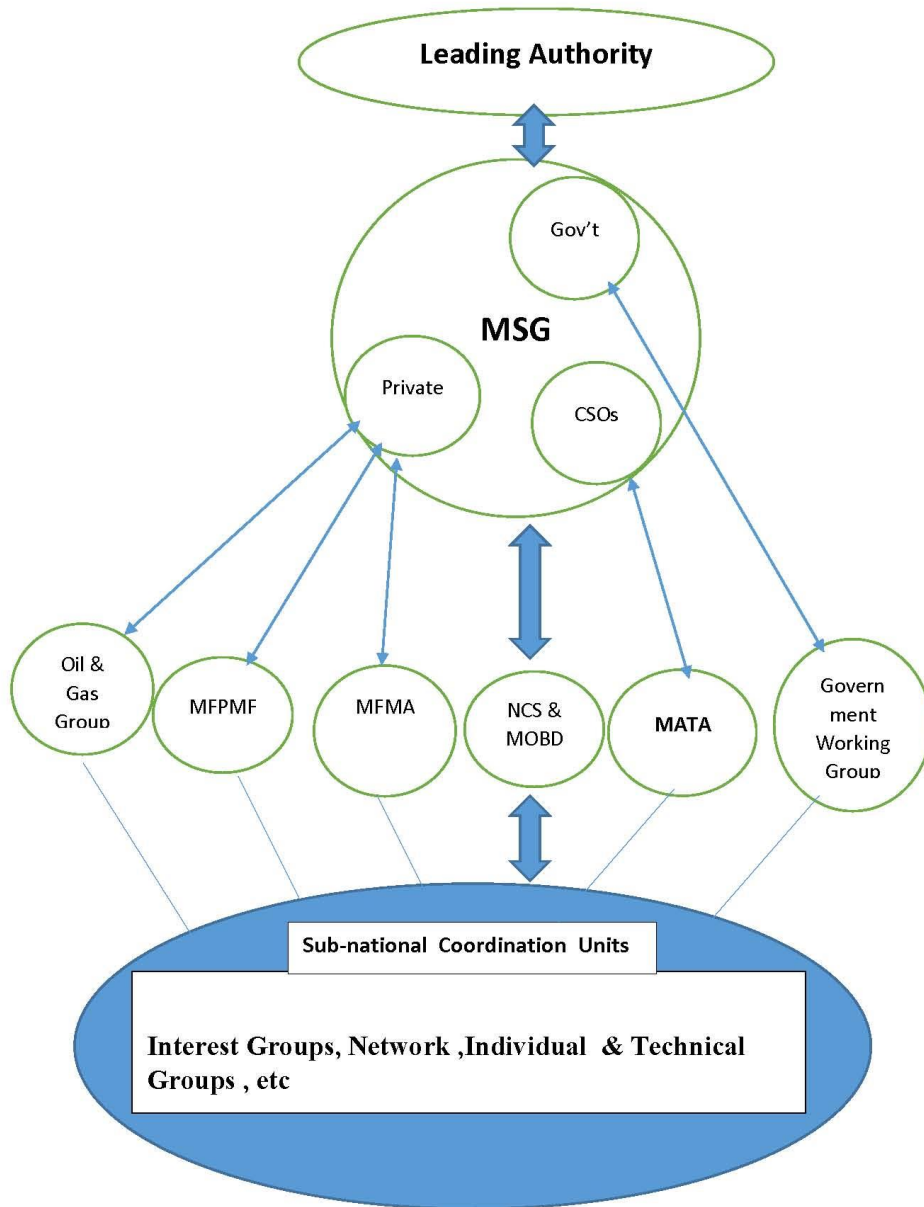 Leading Authority
Gov't
MSG
Private
CSOs
Oil &
Gas
Group
MFPMF
MFMA
NCS &
MOBD
MATA
Govern
ment
Working
Group
Sub-national Coordination Units
Interest Groups, Network ,Individual & Technical
Groups , etc